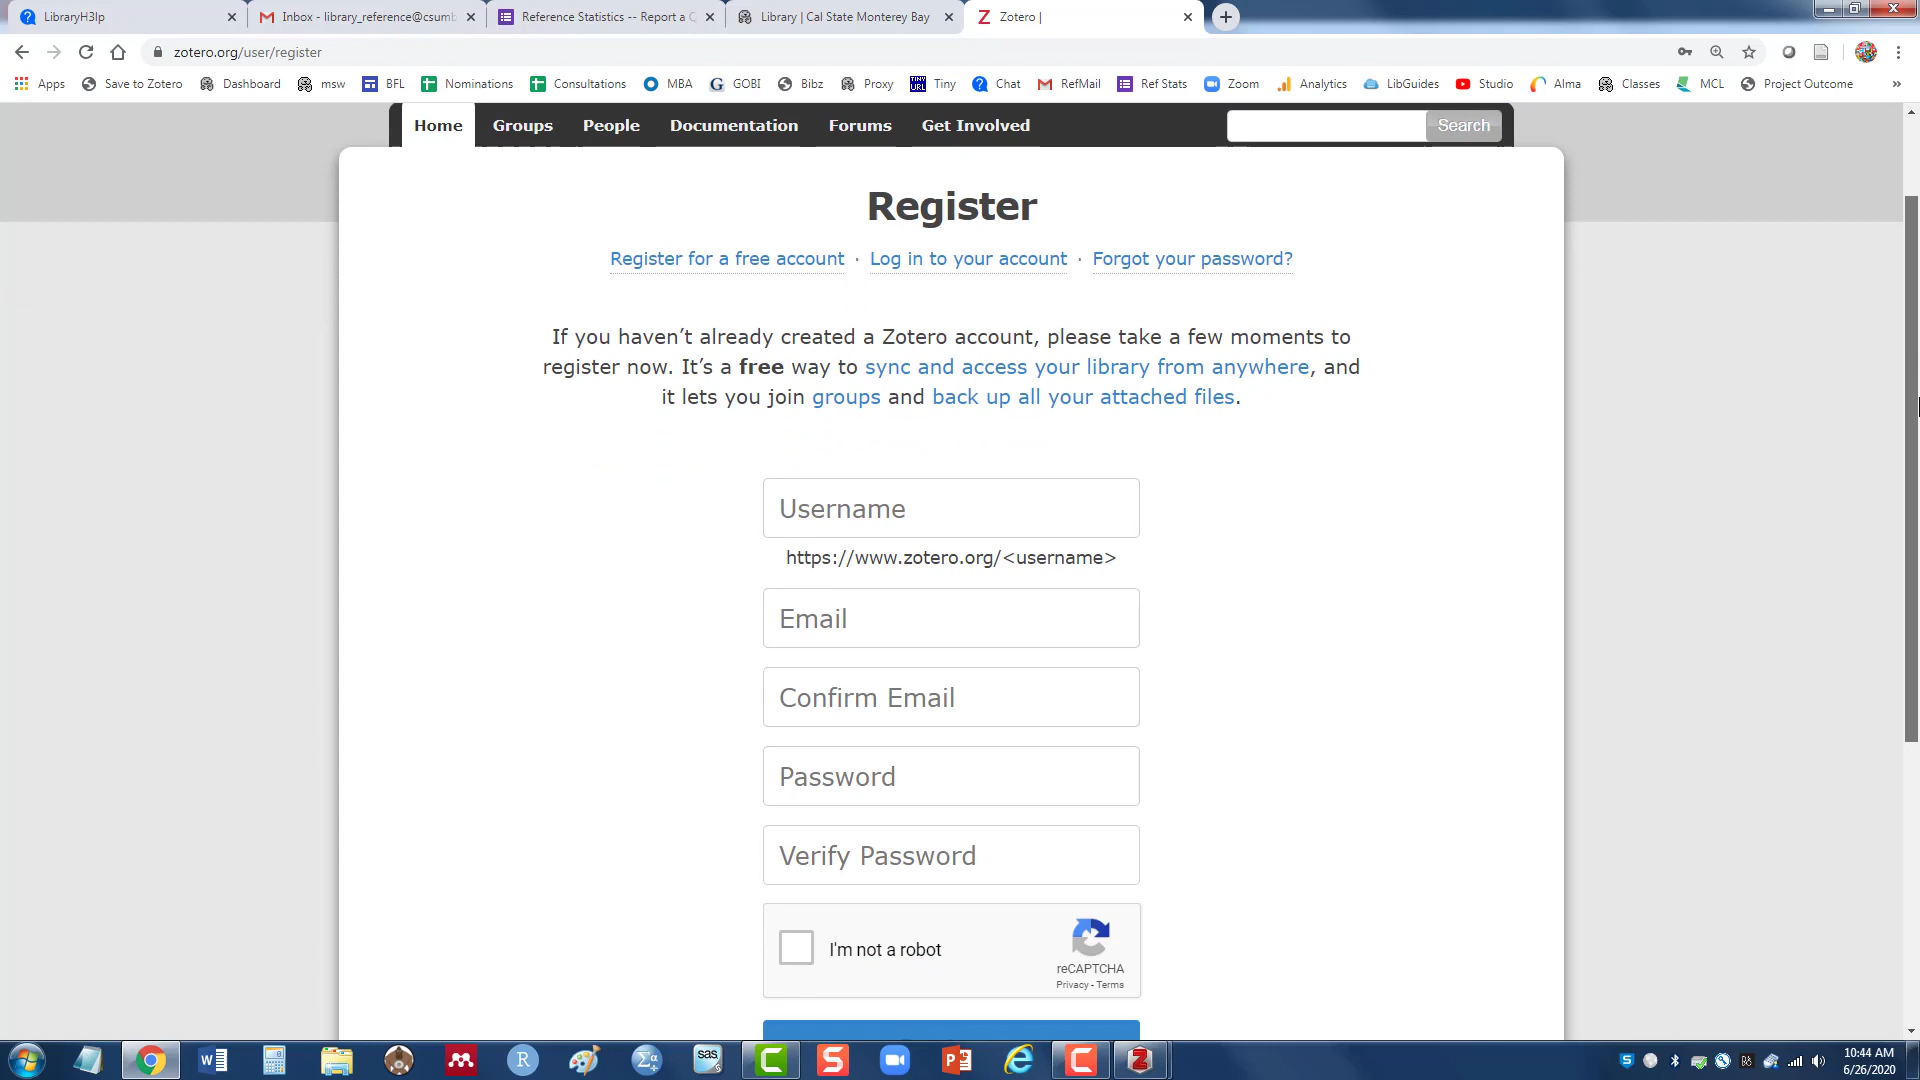 LibraryH3lp
Inbox - library_reference@csumb
Reference Statistics -- Report a Q
Library | Cal State Monterey Bay
Zotero |
zotero.org/user/register
Apps
Save to Zotero
Dashboard
msw
BFL
Nominations
Consultations
MBA
GOBI
Bibz
Proxy
Tiny
Chat
RefMail
Ref Stats
Zoom
Analytics
LibGuides
Studio
Alma
Classes
MCL
Project Outcome
Home
Groups
People
Documentation
Forums
Get Involved
Search
Register
Register for a free account · Log in to your account · Forgot your password?
If you haven’t already created a Zotero account, please take a few moments to
register now. It’s a free way to sync and access your library from anywhere, and
it lets you join groups and back up all your attached files.
Username
https://www.zotero.org/<username>
Email
Confirm Email
Password
Verify Password
I'm not a robot
reCAPTCHA
Privacy - Terms
10:44 AM
6/26/2020